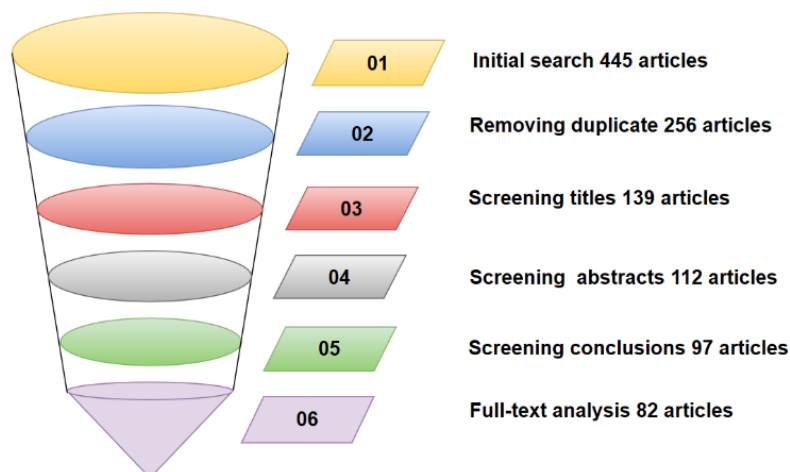 01 Initial search 445 articles
02 Removing duplicate 256 articles
03 Screening titles 139 articles
04 Screening abstracts 112 articles
05 Screening conclusions 97 articles
06 Full-text analysis 82 articles